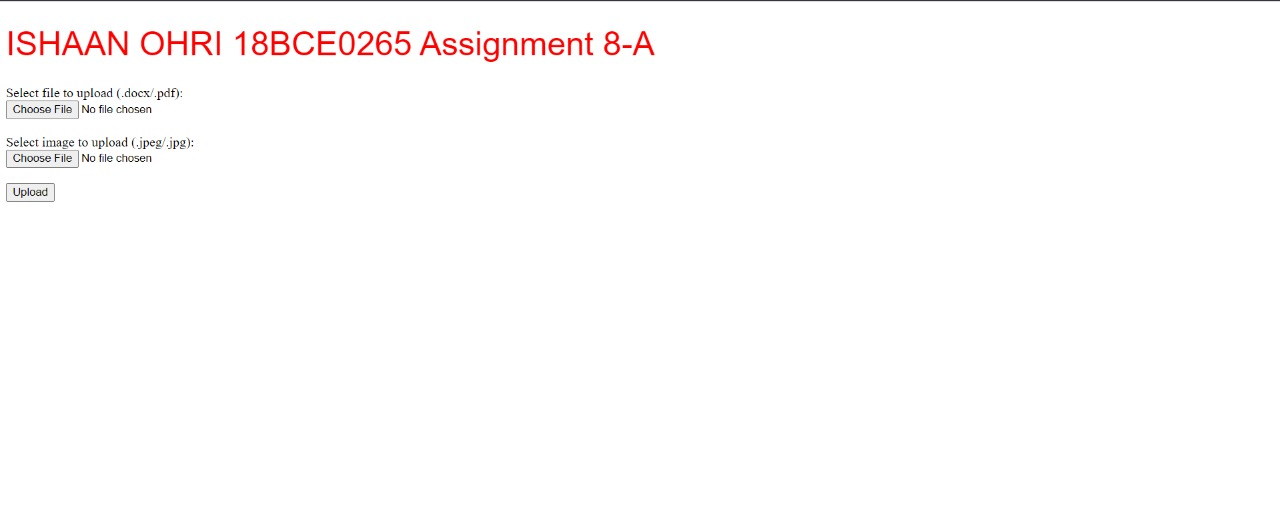 ISHAAN OHRI 18BCE0265 Assignment 8-A
Select file to upload (.docx/.pdf):
Choose File No file chosen
Select image to upload (.jpeg/.jpg):
Choose File No file chosen
Upload